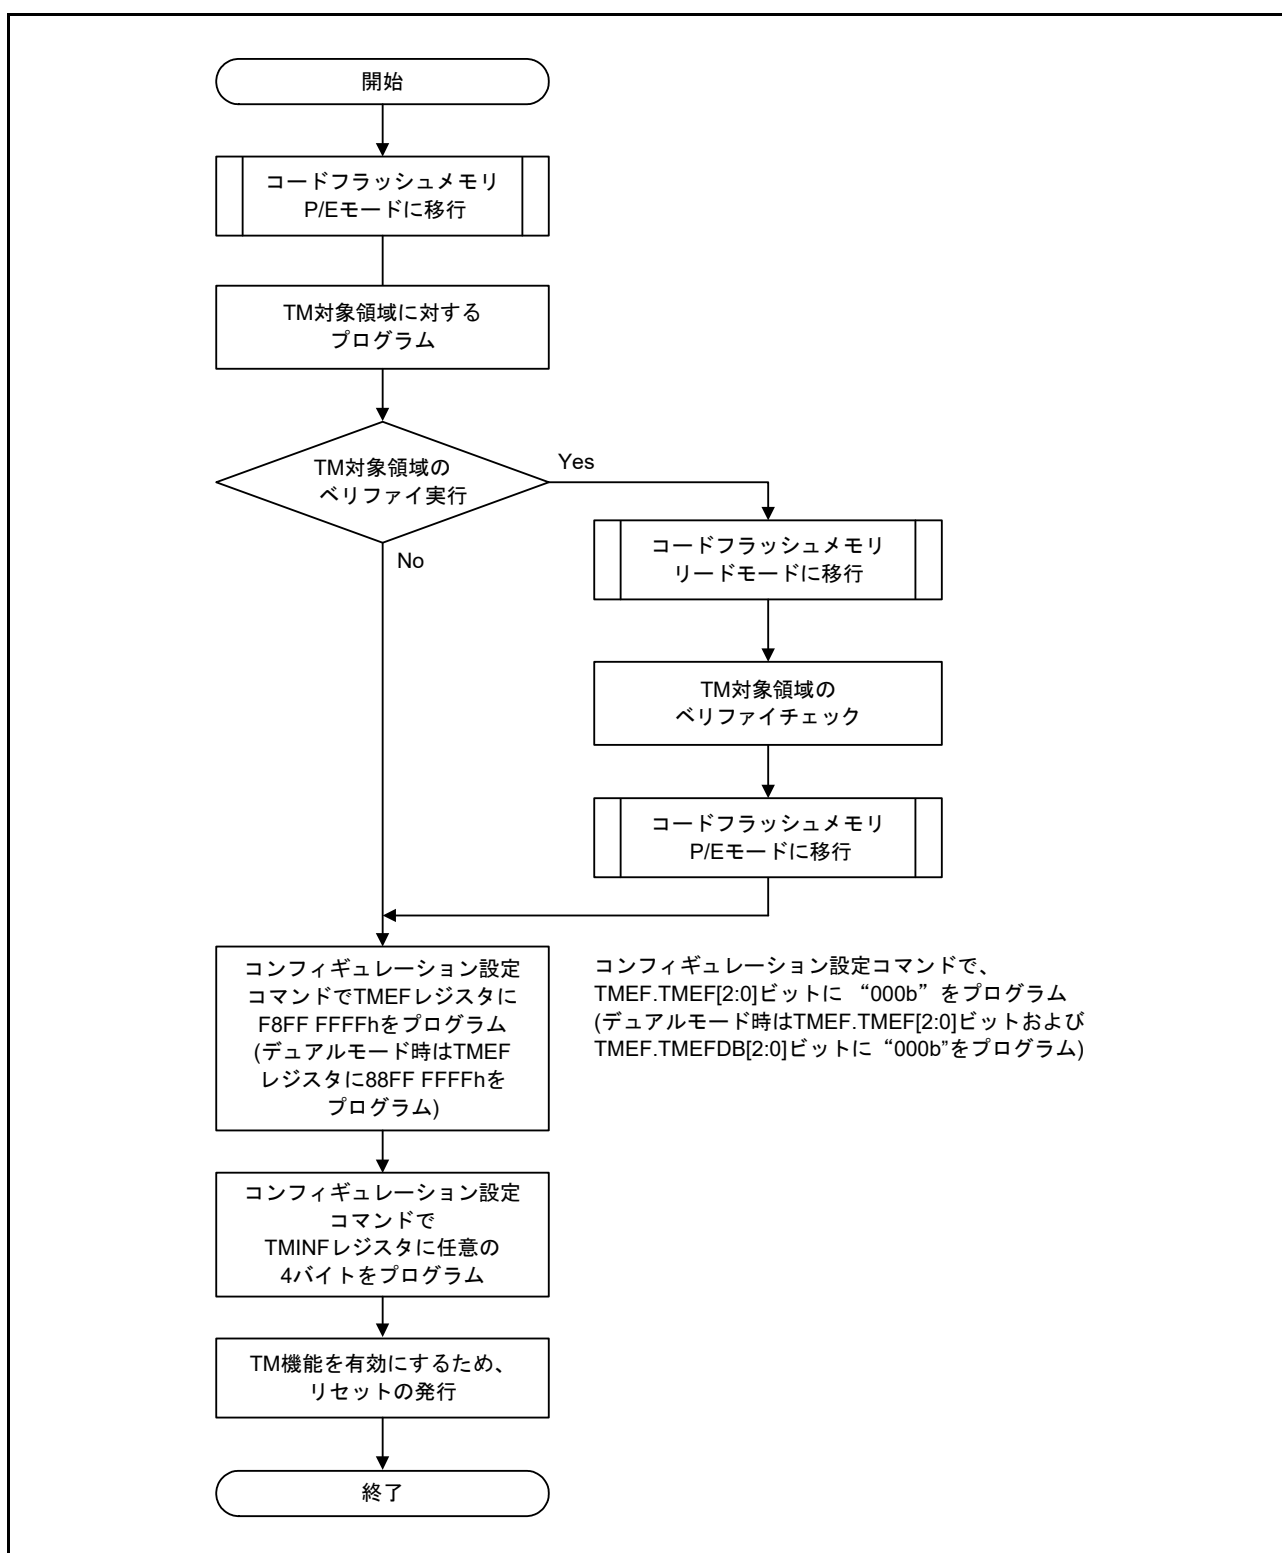 開始
コードフラッシュメモリ
P/Eモードに移行
TM対象領域に対する
プログラム
TM対象領域の
ベリファイ実行
Yes
No
コードフラッシュメモリ
リードモードに移行
TM対象領域の
ベリファイチェック
コードフラッシュメモリ
P/Eモードに移行
コンフィギュレーション設定
コマンドでTMEFレジスタに
F8FF FFFFhをプログラム
(デュアルモード時はTMEF
レジスタに88FF FFFFhを
プログラム)
コンフィギュレーション設定コマンドで、
TMEF.TMEF[2:0]ビットに “000b” をプログラム
(デュアルモード時はTMEF.TMEF[2:0]ビットおよび
TMEF.TMEFDB[2:0]ビットに “000b”をプログラム)
コンフィギュレーション設定
コマンドで
TMINFレジスタに任意の
4バイトをプログラム
TM機能を有効にするため、
リセットの発行
終了